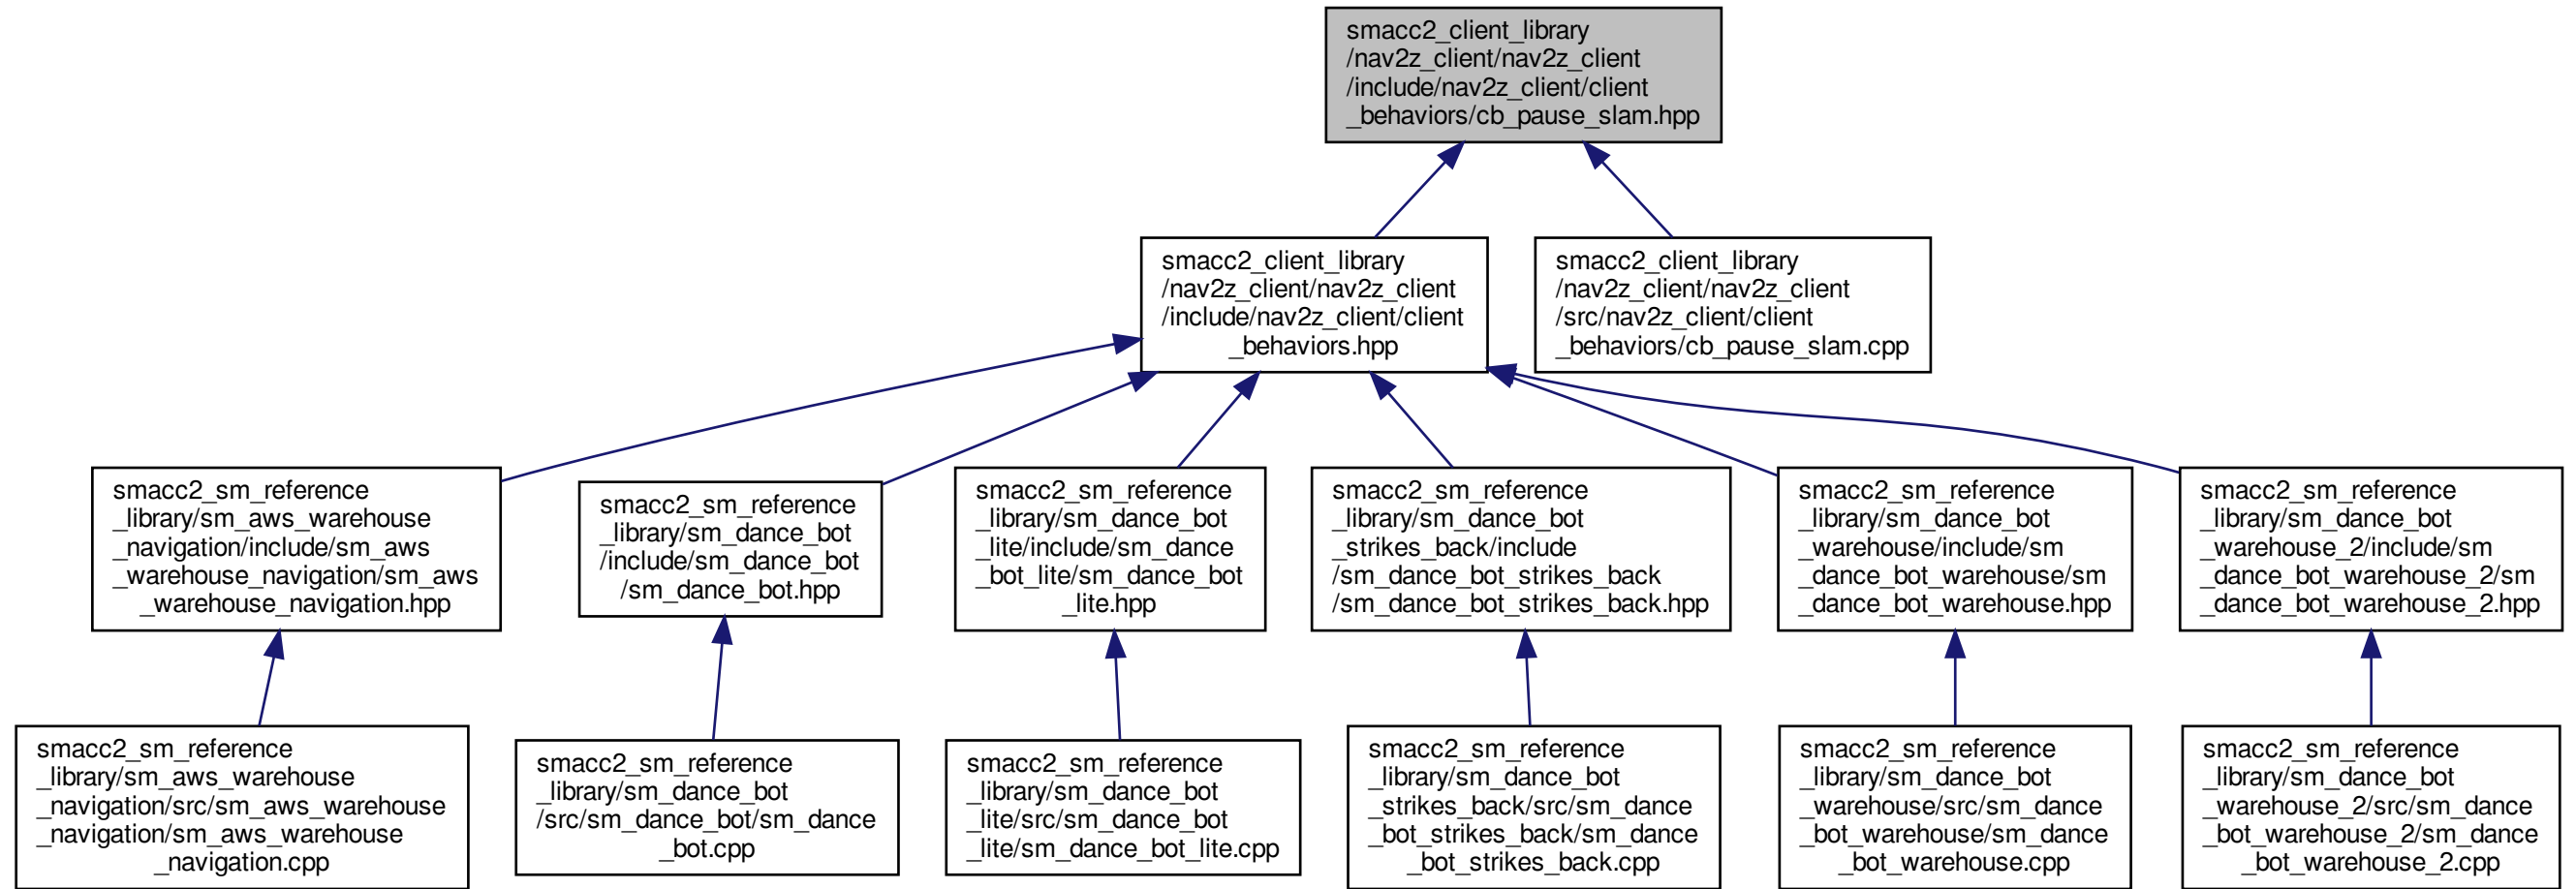 smacc2_client_library
/nav2z_client/nav2z_client
/include/nav2z_client/client
_behaviors/cb_pause_slam.hpp
smacc2_client_library
/nav2z_client/nav2z_client
/include/nav2z_client/client
_behaviors.hpp
smacc2_client_library
/nav2z_client/nav2z_client
/src/nav2z_client/client
_behaviors/cb_pause_slam.cpp
smacc2_sm_reference
_library/sm_aws_warehouse
_navigation/include/sm_aws
_warehouse_navigation/sm_aws
_warehouse_navigation.hpp
smacc2_sm_reference
_library/sm_dance_bot
/include/sm_dance_bot
/sm_dance_bot.hpp
smacc2_sm_reference
_library/sm_dance_bot
_lite/include/sm_dance
_bot_lite/sm_dance_bot
_lite.hpp
smacc2_sm_reference
_library/sm_dance_bot
_strikes_back/include
/sm_dance_bot_strikes_back
/sm_dance_bot_strikes_back.hpp
smacc2_sm_reference
_library/sm_dance_bot
_warehouse/include/sm
_dance_bot_warehouse/sm
_dance_bot_warehouse.hpp
smacc2_sm_reference
_library/sm_dance_bot
_warehouse_2/include/sm
_dance_bot_warehouse_2/sm
_dance_bot_warehouse_2.hpp
smacc2_sm_reference
_library/sm_aws_warehouse
_navigation/src/sm_aws_warehouse
_navigation/sm_aws_warehouse
_navigation.cpp
smacc2_sm_reference
_library/sm_dance_bot
/src/sm_dance_bot/sm_dance
_bot.cpp
smacc2_sm_reference
_library/sm_dance_bot
_lite/src/sm_dance_bot
_lite/sm_dance_bot_lite.cpp
smacc2_sm_reference
_library/sm_dance_bot
_strikes_back/src/sm_dance
_bot_strikes_back/sm_dance
_bot_strikes_back.cpp
smacc2_sm_reference
_library/sm_dance_bot
_warehouse/src/sm_dance
_bot_warehouse/sm_dance
_bot_warehouse.cpp
smacc2_sm_reference
_library/sm_dance_bot
_warehouse_2/src/sm_dance
_bot_warehouse_2/sm_dance
_bot_warehouse_2.cpp